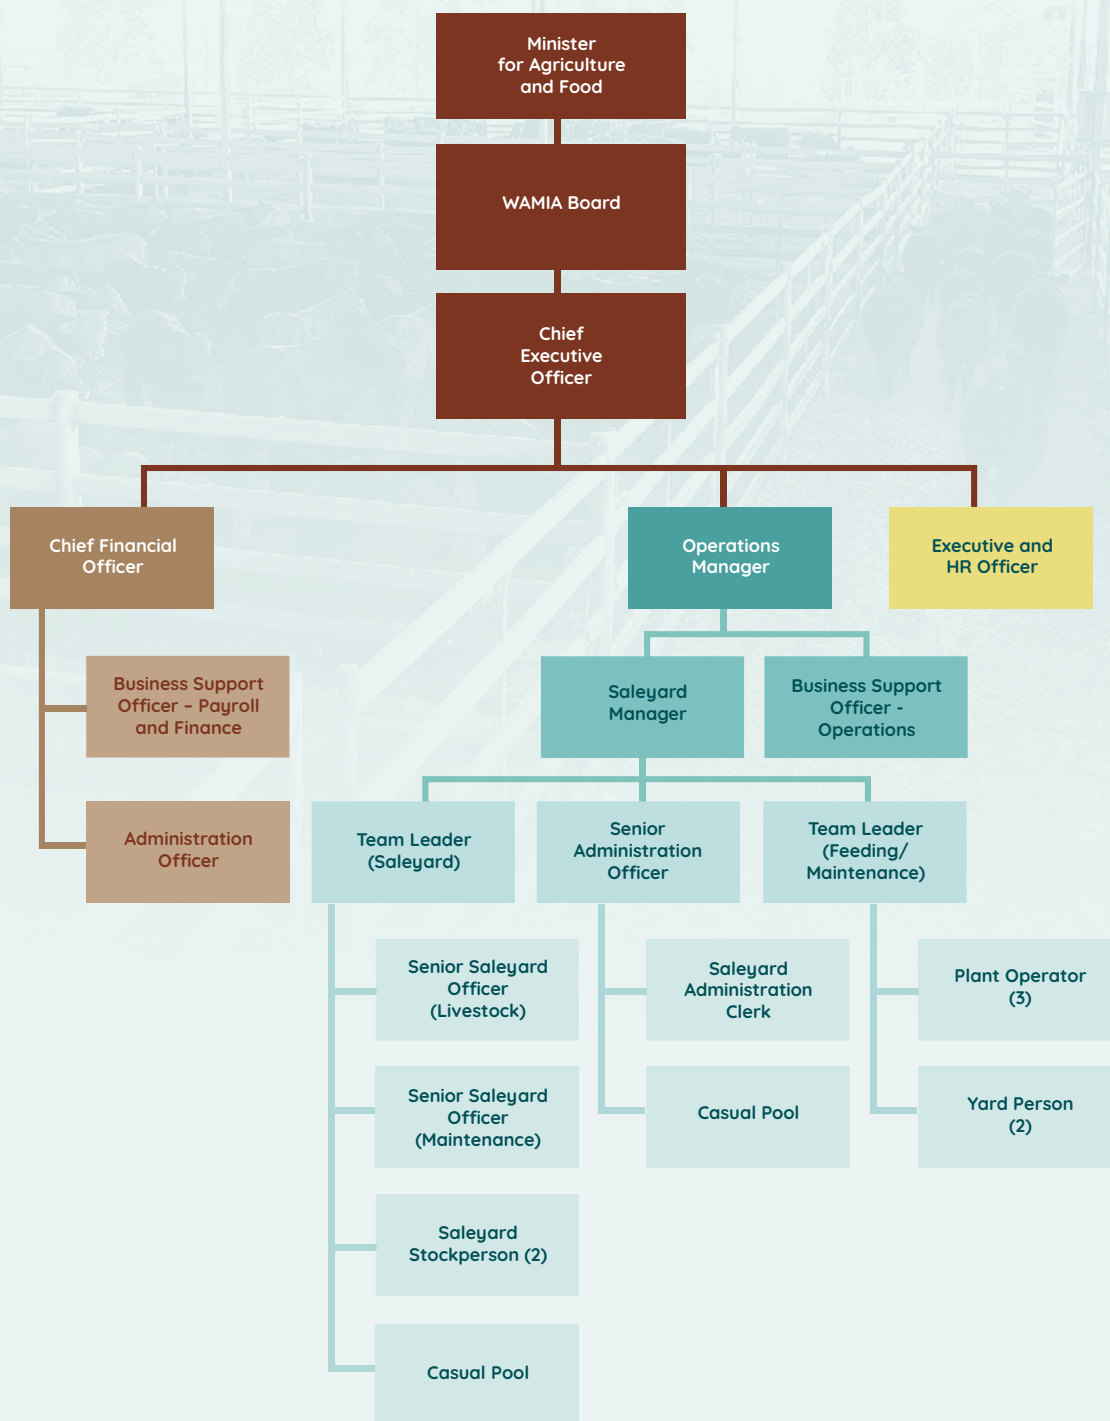 Minister
for Agriculture
and Food
WAMIA Board
Chief
Executive
Officer
Chief Financial
Officer
Operations
Manager
Executive and
HR Officer
Business Support
Officer – Payroll
and Finance
Saleyard
Manager
Business Support
Officer -
Operations
Administration
Officer
Team Leader
(Saleyard)
Senior
Administration
Officer
Team Leader
(Feeding/
Maintenance)
Senior Saleyard
Officer
(Livestock)
Saleyard
Administration
Clerk
Plant Operator
(3)
Senior Saleyard
Officer
(Maintenance)
Casual Pool
Yard Person
(2)
Saleyard
Stockperson (2)
Casual Pool